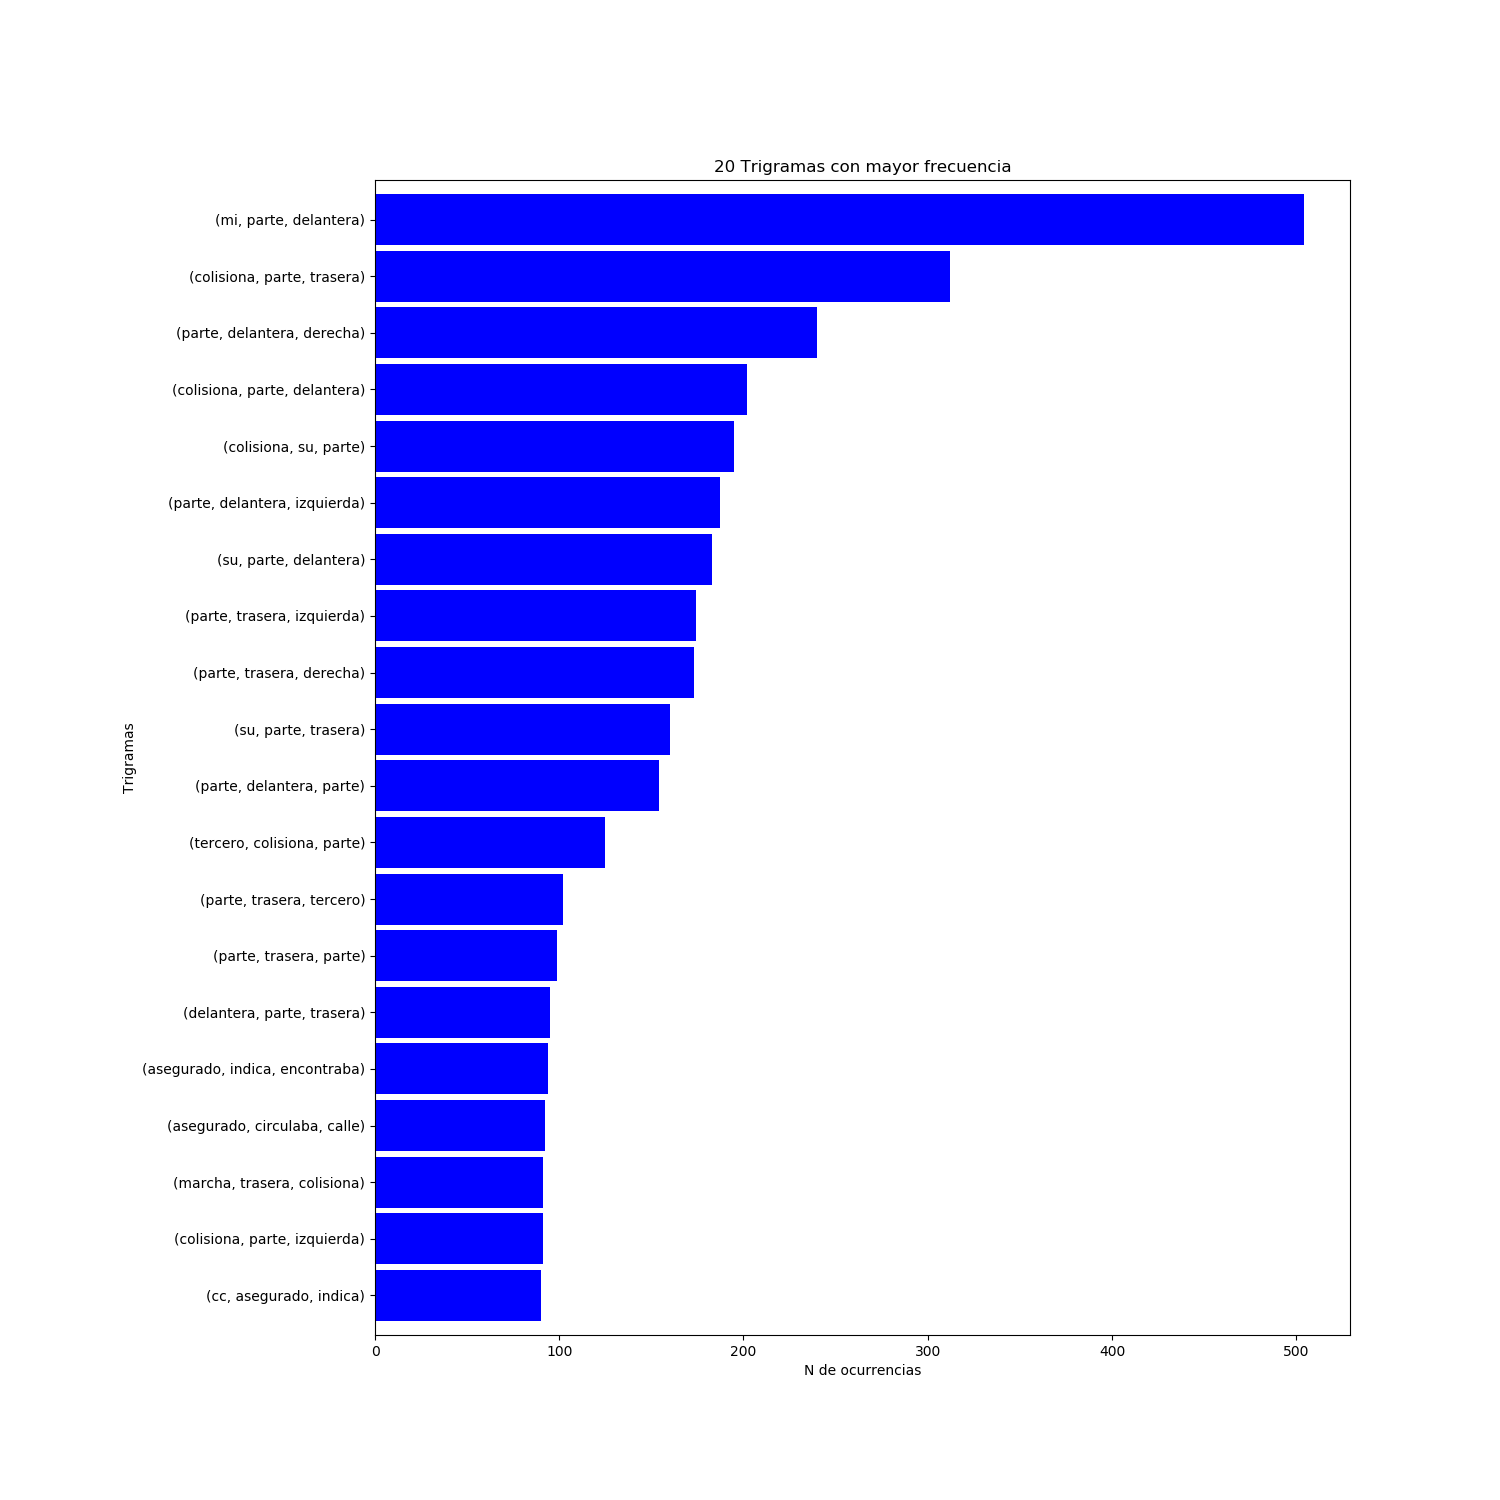 20 Trigramas con mayor frecuencia
(mi, parte, delantera)
(colisiona, parte, trasera)
(parte, delantera, derecha)
(colisiona, parte, delantera)
(colisiona, su, parte)
(parte, delantera, izquierda)
(su, parte, delantera)
(parte, trasera, izquierda)
(parte, trasera, derecha)
(su, parte, trasera)
(parte, delantera, parte)
(tercero, colisiona, parte)
(parte, trasera, tercero)
(parte, trasera, parte)
(delantera, parte, trasera)
(asegurado, indica, encontraba)
(asegurado, circulaba, calle)
(marcha, trasera, colisiona)
(colisiona, parte, izquierda)
(cc, asegurado, indica)
Trigramas
0 100 200 300 400 500
N de ocurrencias